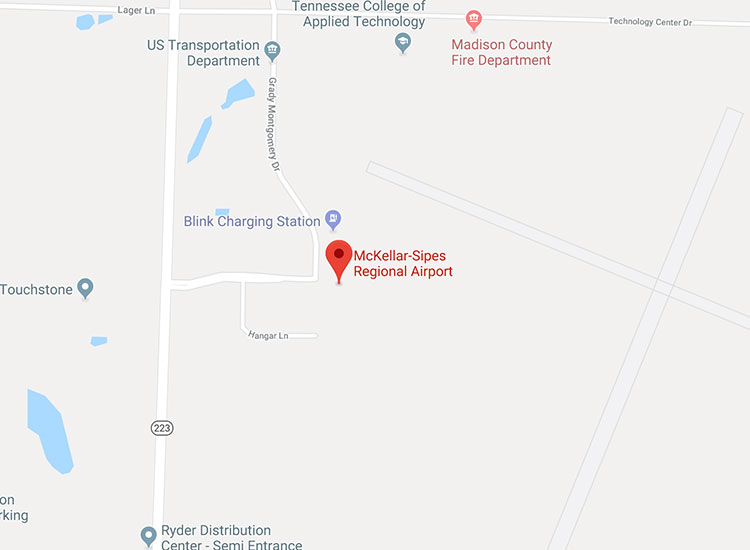 Lager Ln
Tennessee College of
Applied Technology
Technology Center Dr
US Transportation
Department
Madison County
Fire Department
Grady Montgomery Dr
Blink Charging Station
McKellar-Sipes
Regional Airport
Touchstone
Hangar Ln
223
on
rking
Ryder Distribution
Center - Semi Entrance